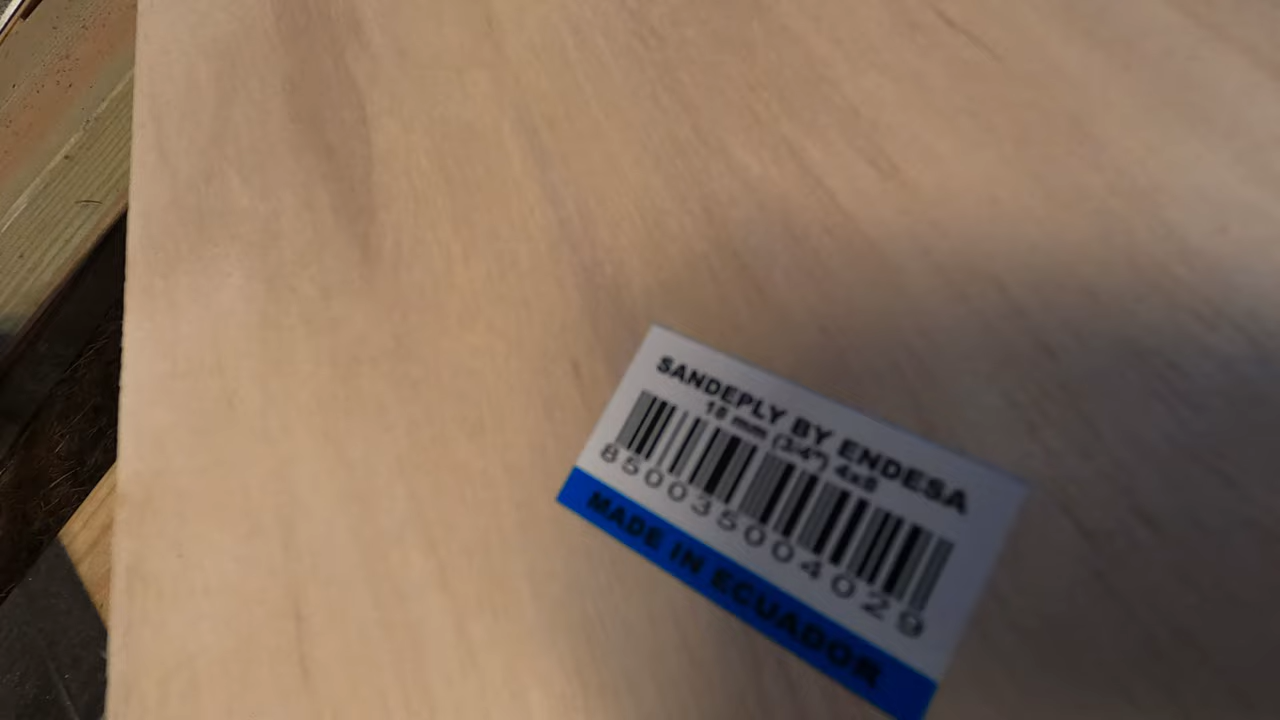 SANDEPLY BY ENDESA
18 mm (3/4") 4x8
850035004029
MADE IN ECUADOR